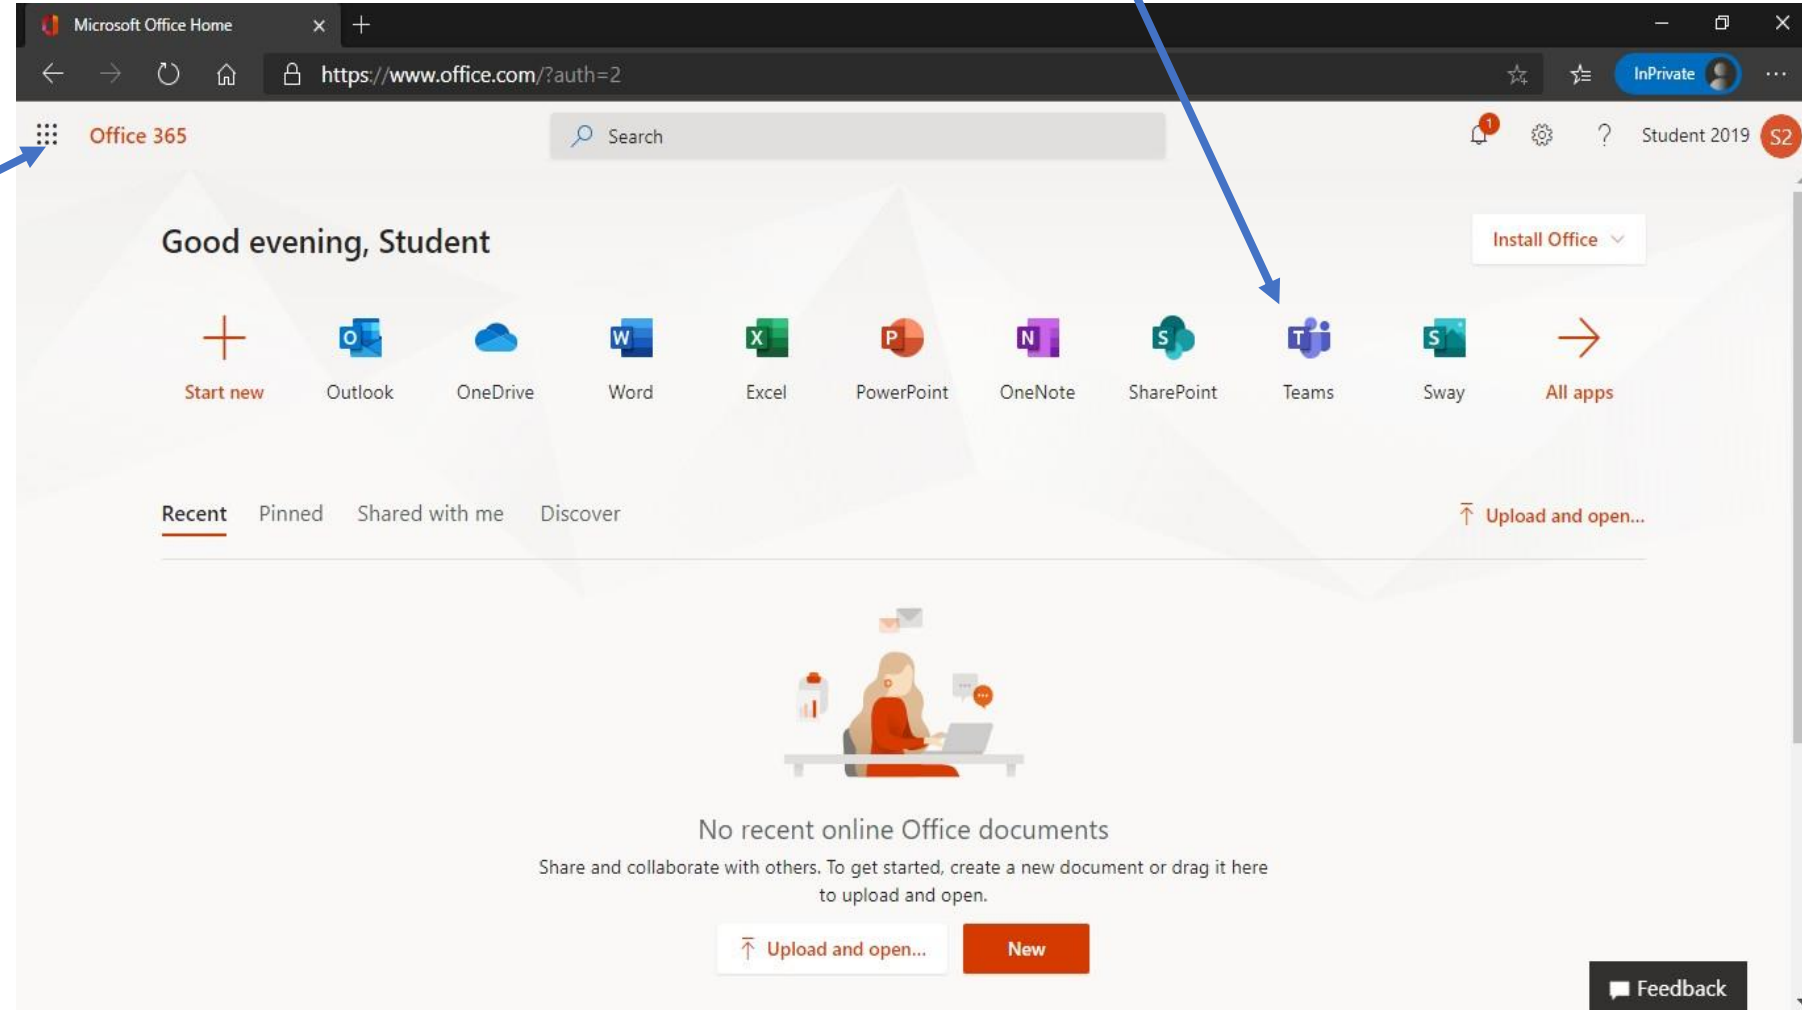 Microsoft Office Home
https://www.office.com/?auth=2
InPrivate
Office 365
Search
1
?
Student 2019
S2
Good evening, Student
Install Office
O
W
X
P
N
S
T
S
Start new
Outlook
OneDrive
Word
Excel
PowerPoint
OneNote
SharePoint
Teams
Sway
All apps
Recent
Pinned
Shared with me
Discover
Upload and open...
No recent online Office documents
Share and collaborate with others. To get started, create a new document or drag it here
to upload and open.
Upload and open...
New
Feedback